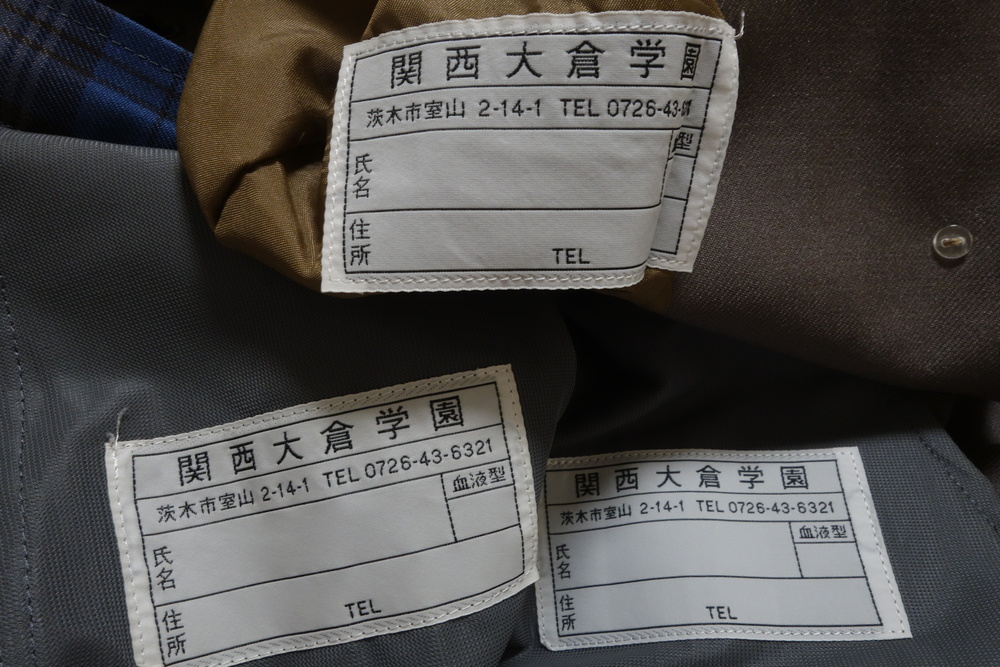 関西大倉学園
茨木市室山 2-14-1 TEL 0726-43-
型
氏名
住所
TEL
関西大倉学園
茨木市室山 2-14-1 TEL 0726-43-6321
血液型
氏名
住所
TEL
関西大倉学園
茨木市室山 2-14-1 TEL 0726-43-6321
血液型
氏名
住所
TEL